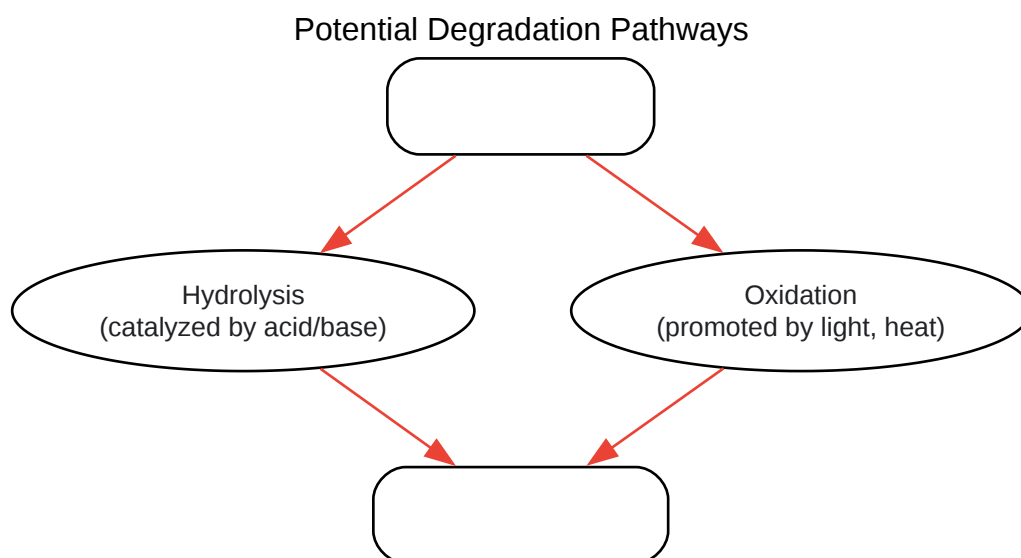 Potential Degradation Pathways
Hydrolysis
(catalyzed by acid/base)
Oxidation
(promoted by light, heat)